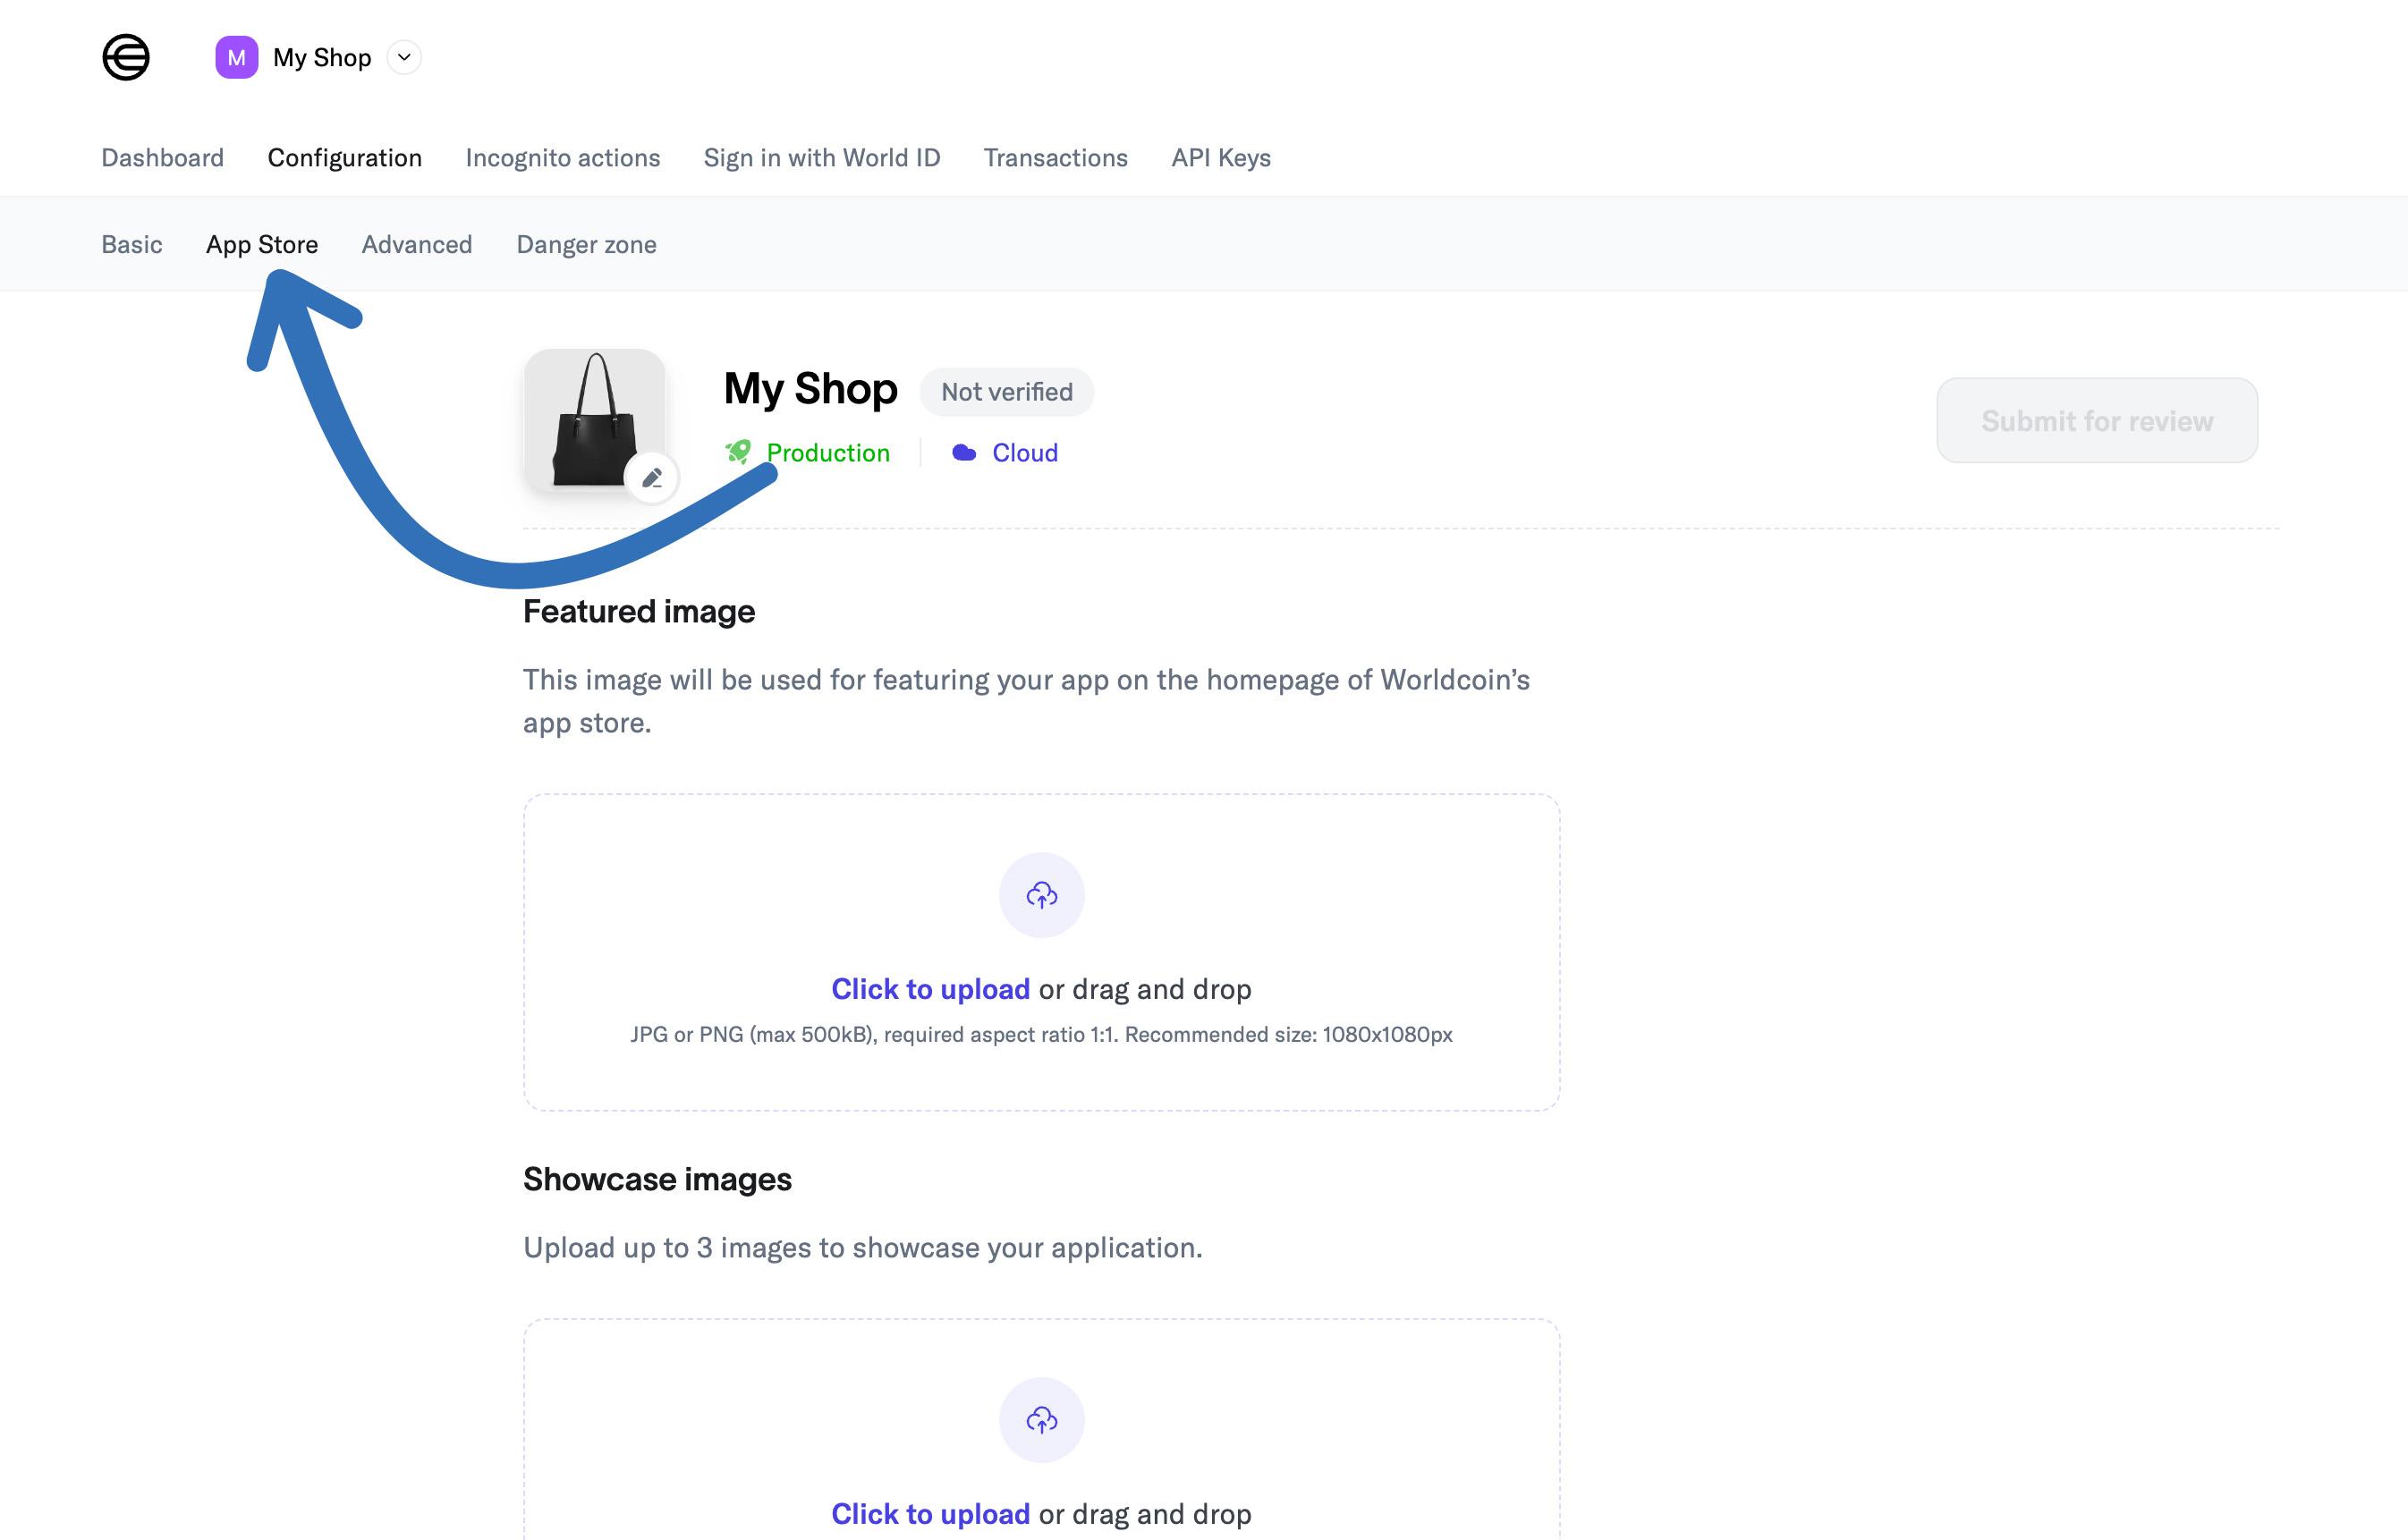 M My Shop
Dashboard Configuration Incognito actions Sign in with World ID Transactions API Keys
Basic App Store Advanced Danger zone
My Shop Not verified
Production Cloud
Submit for review
Featured image
This image will be used for featuring your app on the homepage of Worldcoin’s
app store.
Click to upload or drag and drop
JPG or PNG (max 500kB), required aspect ratio 1:1. Recommended size: 1080x1080px
Showcase images
Upload up to 3 images to showcase your application.
Click to upload or drag and drop